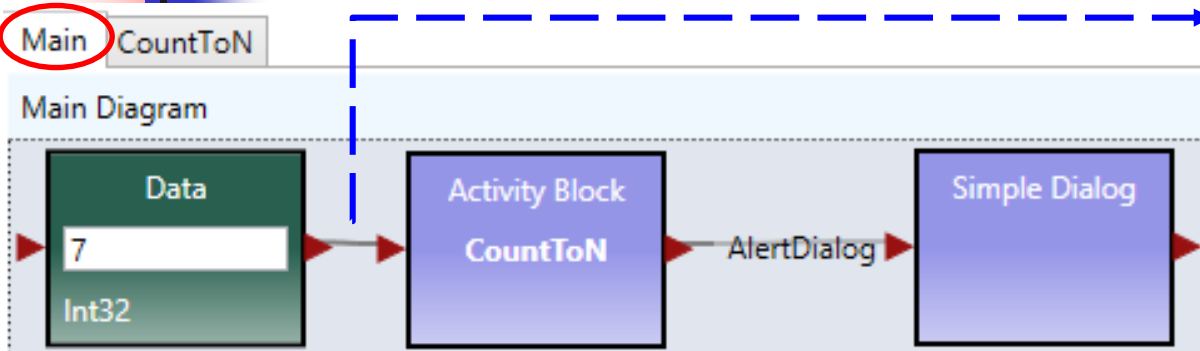 Main CountToN
Main Diagram
Data
7
Int32
Activity Block
CountToN
AlertDialog
Simple Dialog